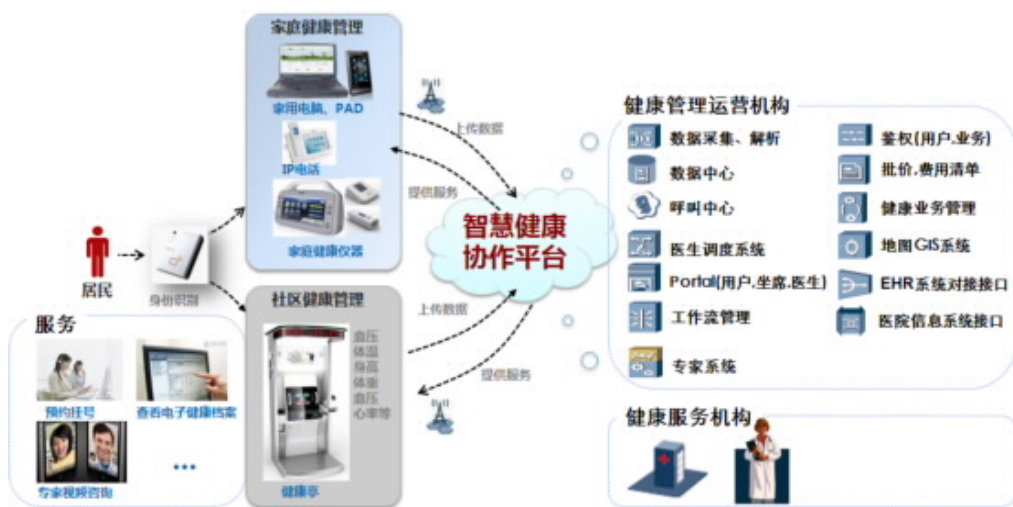 家庭健康管理
家用电脑、PAD
IP电话
家庭健康仪器
上传数据
提供服务
智慧健康
协作平台
居民
身份识别
社区健康管理
血压
体温
身高
体重
血压
心率等
健康亭
上传数据
提供服务
服务
预约挂号
查看电子健康档案
专家视频咨询
...
健康管理运营机构
数据采集、解析
鉴权(用户.业务)
数据中心
批价.费用清单
呼叫中心
健康业务管理
医生调度系统
地图GIS系统
Portal(用户.坐席.医生)
EHR系统对接接口
工作流管理
医院信息系统接口
专家系统
健康服务机构